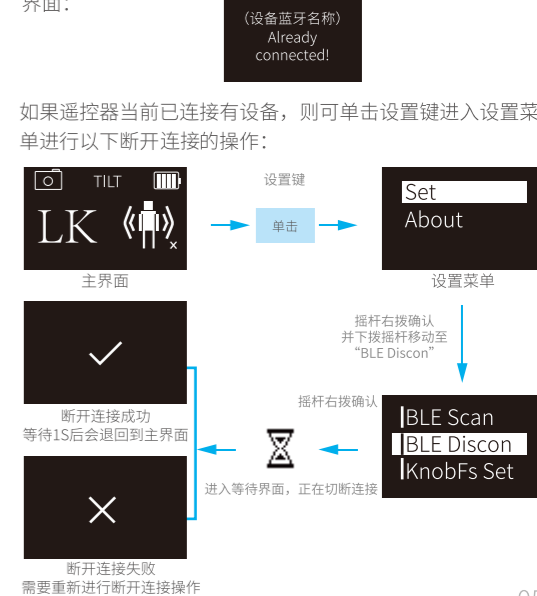 界面：
（设备蓝牙名称）
Already
connected!
如果遥控器当前已连接有设备，则可单击设置键进入设置菜
单进行以下断开连接的操作：
TILT
LK
x
主界面
设置键
单击
Set
About
设置菜单
摇杆右拨确认
并下拨摇杆移动至
“BLE Discon”
BLE Scan
BLE Discon
KnobFs Set
摇杆右拨确认
进入等待界面，正在切断连接
断开连接成功
等待1S后会退回到主界面
断开连接失败
需要重新进行断开连接操作